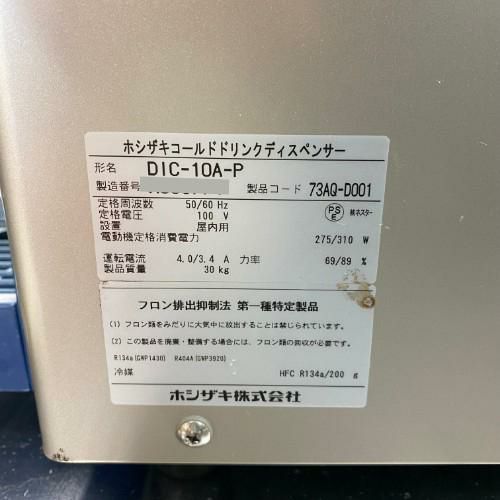 ホシザキコールドドリンクディスペンサー
形名 DIC-10A-P
製造番号 製品コード 73AQ-D001
定格周波数 50/60 Hz
定格電圧 100 V
設置 屋内用
電動機定格消費電力 275/310 W
PS E ㈱ネスター
運転電流 4.0/3.4 A 力率 69/89 %
製品質量 30 kg
フロン排出抑制法 第一種特定製品
(1) フロン類をみだりに大気中に放出することは禁じられています。
(2) この製品を廃棄・整備する場合には、フロン類の回収が必要です。
R134a(GWP1430) R404A(GWP3920)
冷媒 HFC R134a/200 g
ホシザキ株式会社